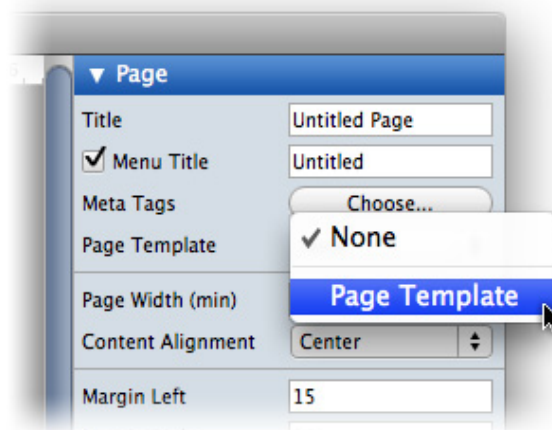 ▼ Page
Title Untitled Page
Menu Title Untitled
Meta Tags Choose...
Page Template ✓ None
Page Template
Page Width (min)
Content Alignment Center
Margin Left 15